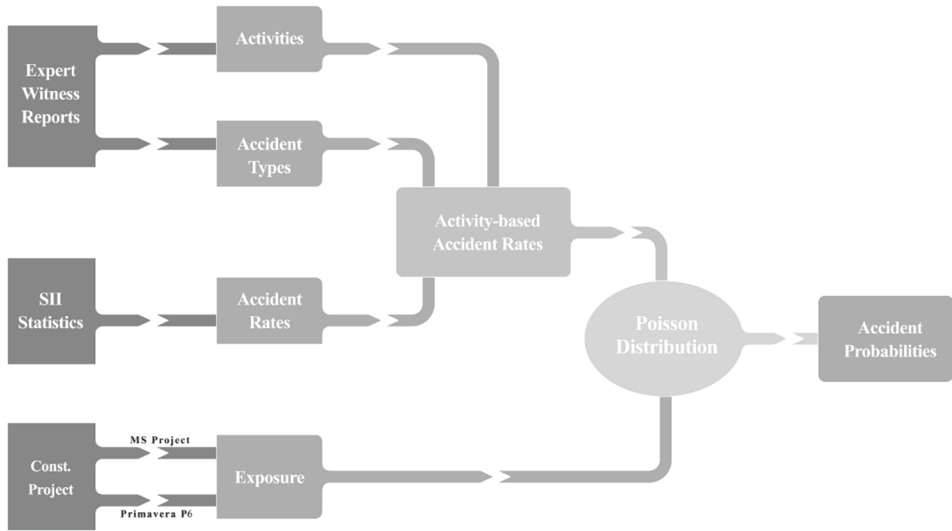 Expert
Witness
Reports
Activities
Accident
Types
Activity-based
Accident Rates
SII
Statistics
Accident
Rates
Poisson
Distribution
Accident
Probabilities
Const.
Project
MS Project
Primavera P6
Exposure